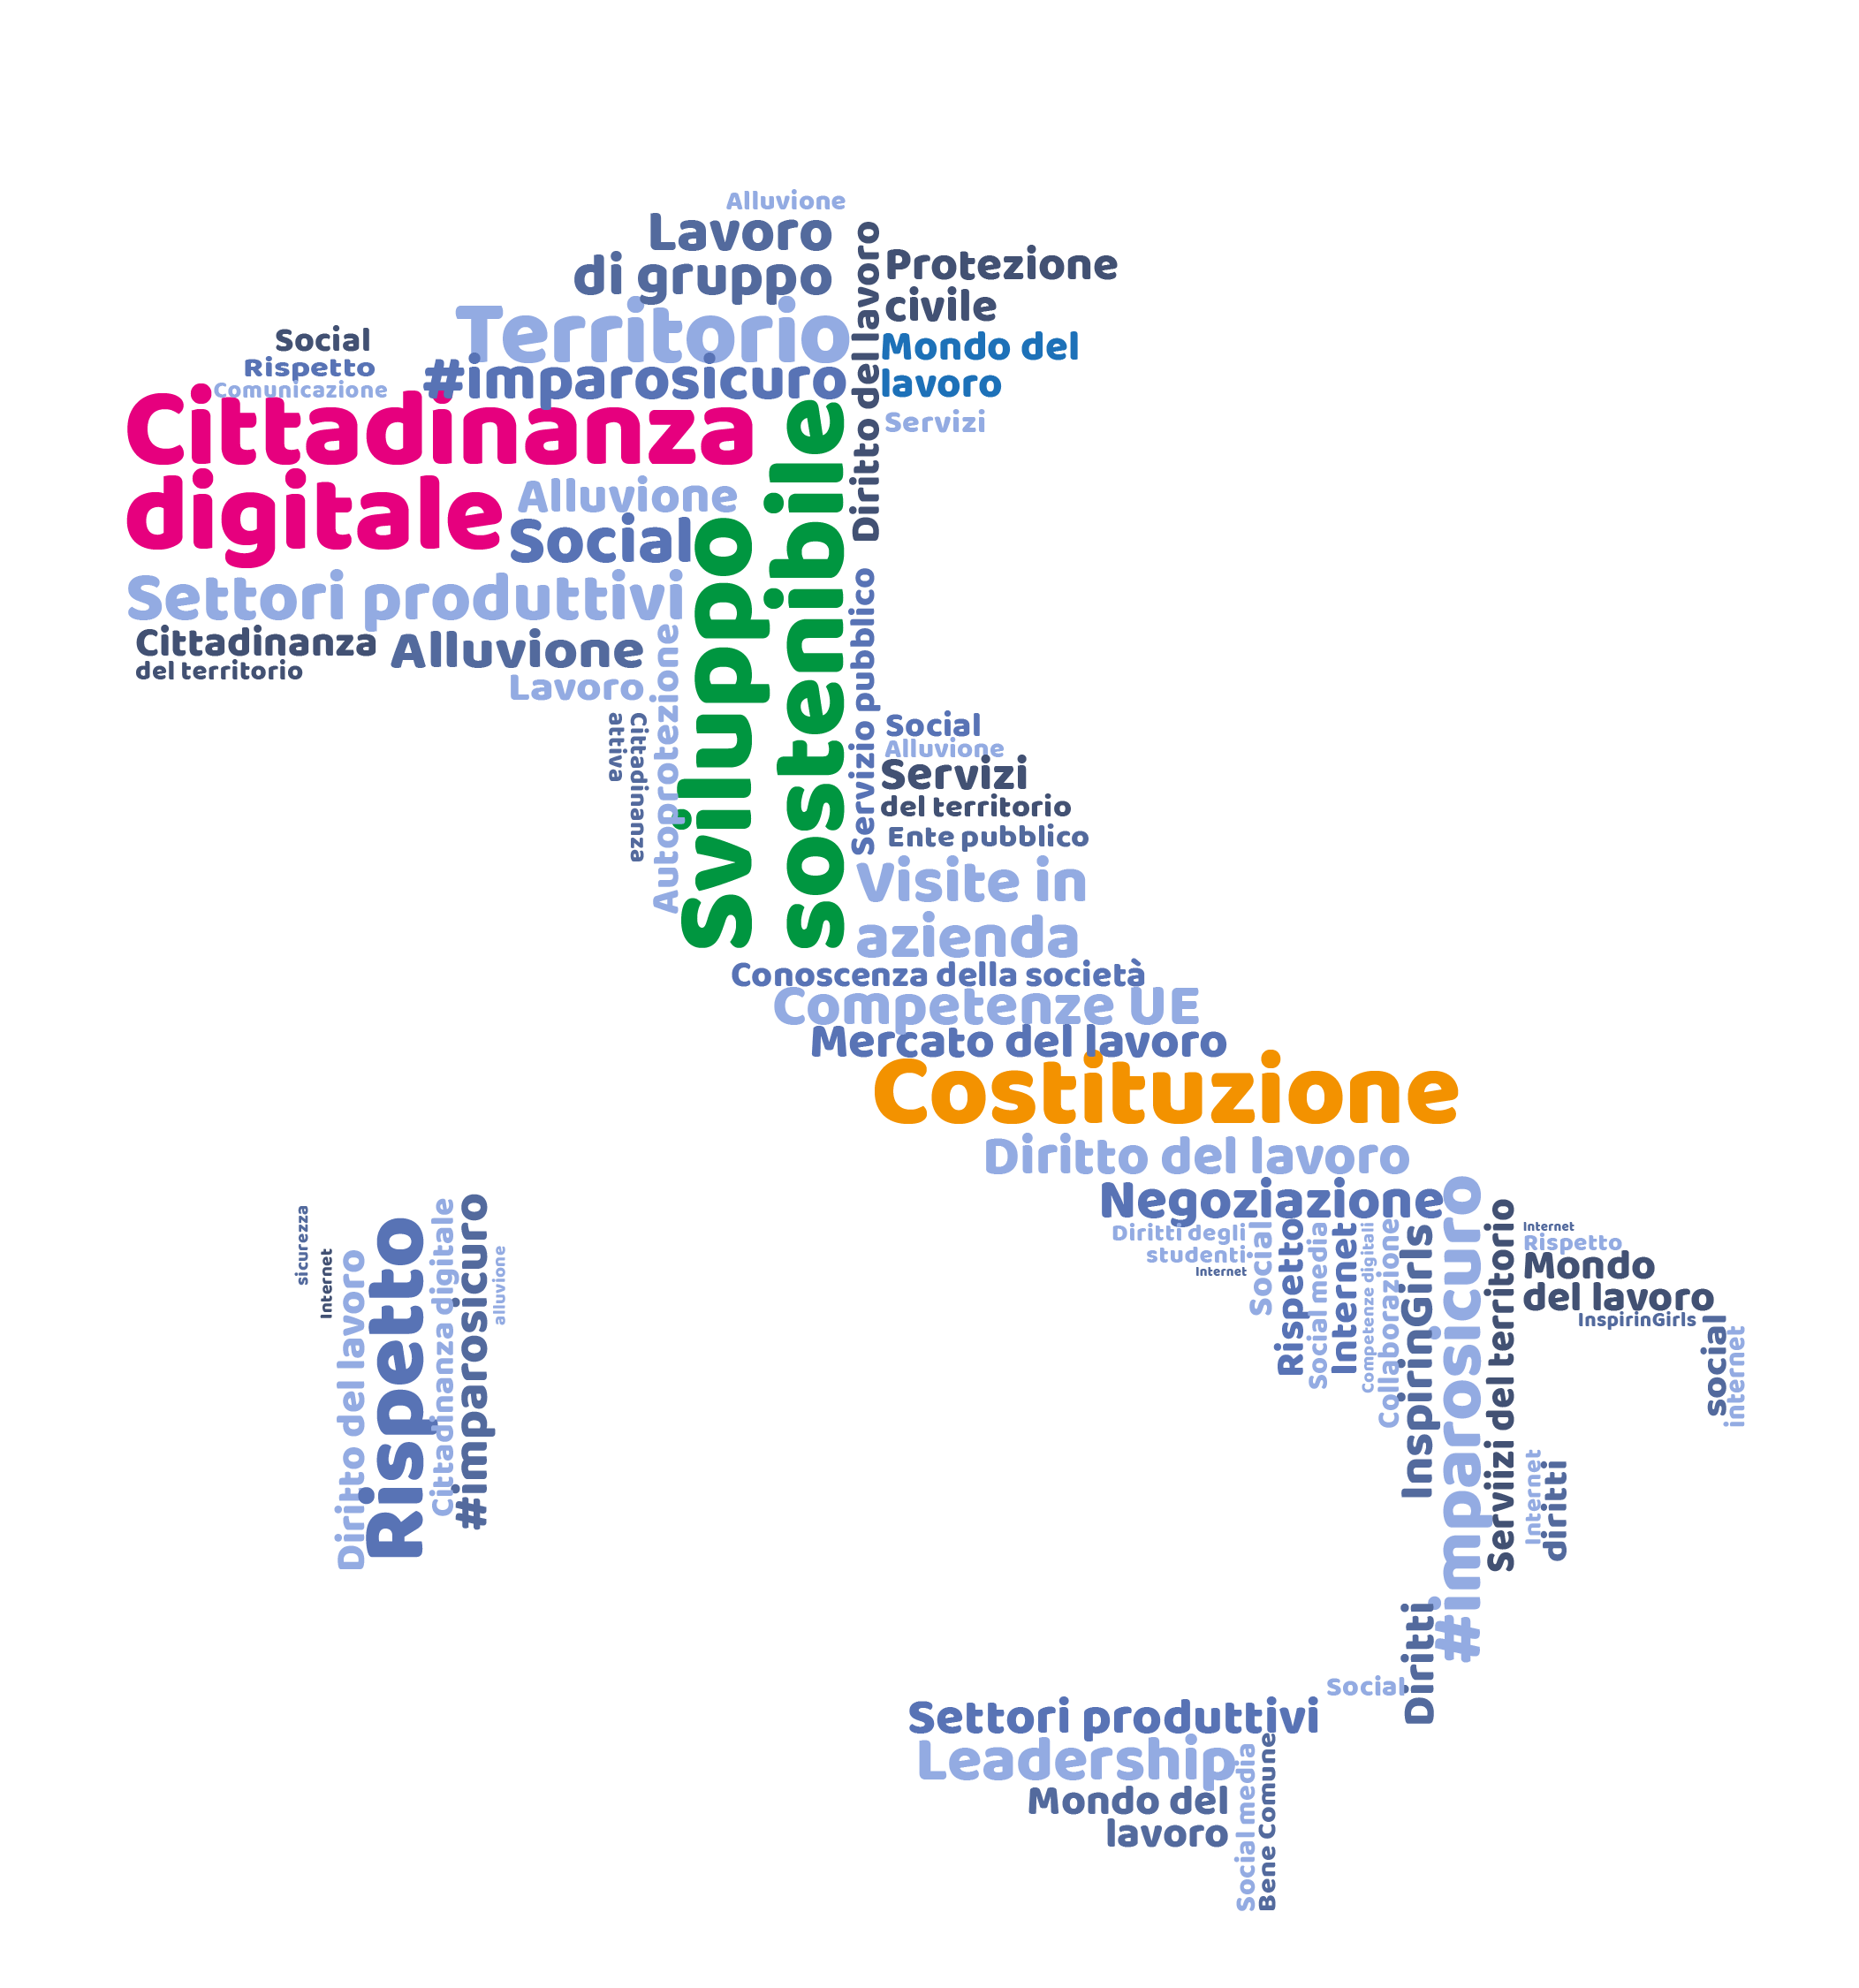 Alluvione
Lavoro
di gruppo
Territorio
#imparosicuro
Diritto del lavoro
Protezione
civile
Mondo del
lavoro
Servizi
Social
Rispetto
Comunicazione
Cittadinanza
digitale
Alluvione
Social
Settori produttivi
Cittadinanza
del territorio
Alluvione
Lavoro
Cittadinanza
attiva
Autoprotezione
Sviluppo
sostenibile
Servizio pubblico
Social
Alluvione
Servizi
del territorio
Ente pubblico
Visite in
azienda
Conoscenza della società
Competenze UE
Mercato del lavoro
Costituzione
Diritto del lavoro
Negoziazione
Diritti degli
studenti
Internet
Social
Rispetto
Social media
Internet
Competenze digitali
Collaborazione
InspirinGirls
#imparosicuro
Serviizi del territorio
Internet
Rispetto
Mondo
del lavoro
InspirinGirls
social
internet
Internet
diritti
Diritti
Social
Settori produttivi
Leadership
Mondo del
lavoro
Social media
Bene Comune
sicurezza
Internet
Diritto del lavoro
Rispetto
Cittadinanza digitale
#imparosicuro
alluvione